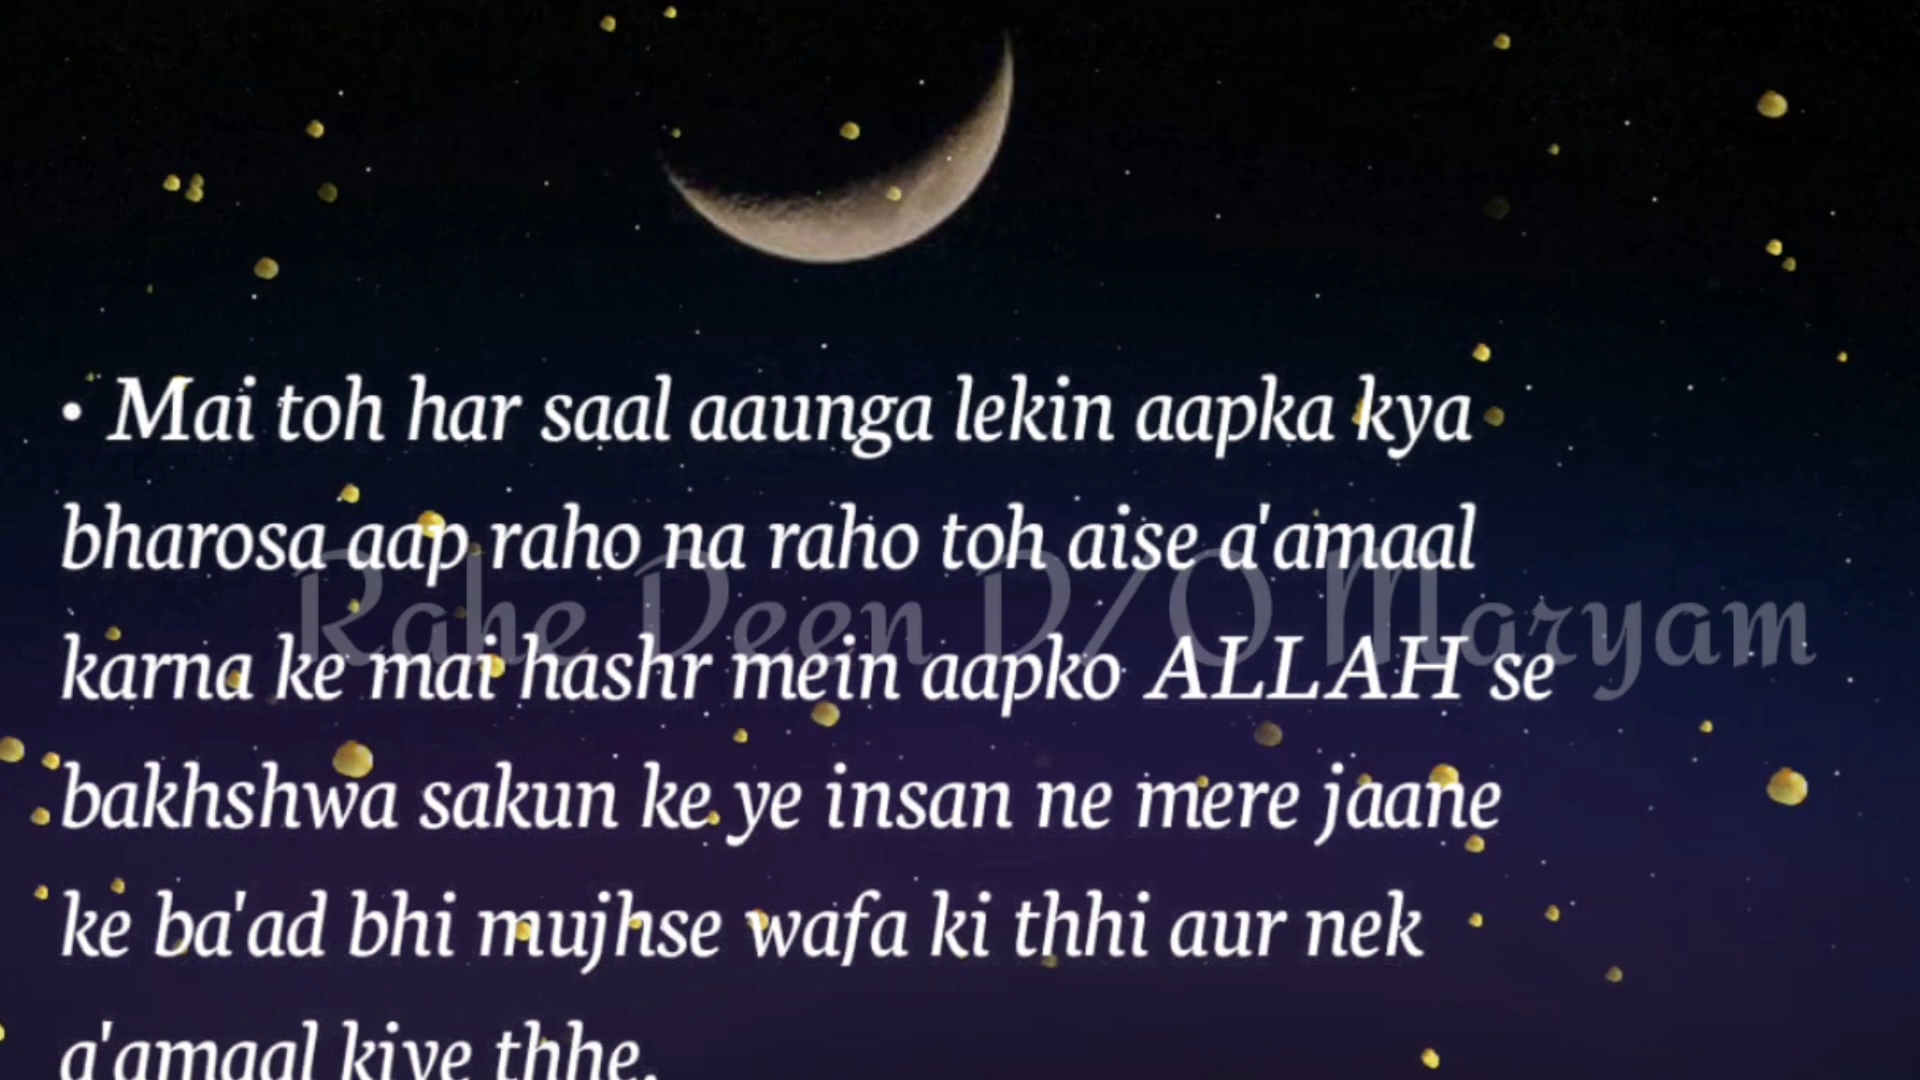 • Mai toh har saal aaunga lekin aapka kya
bharosa aap raho na raho toh aise a'amaal
Rahe Deen D/O Maryam
karna ke mai hashr mein aapko ALLAH se
bakhshwa sakun ke ye insan ne mere jaane
ke ba'ad bhi mujhse wafa ki thhi aur nek
a'amaal kiye thhe.